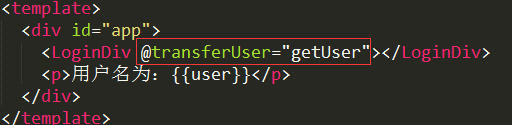 <template>
<div id="app">
<LoginDiv @transferUser="getUser"></LoginDiv>
<p>用户名为：{{user}}</p>
</div>
</template>